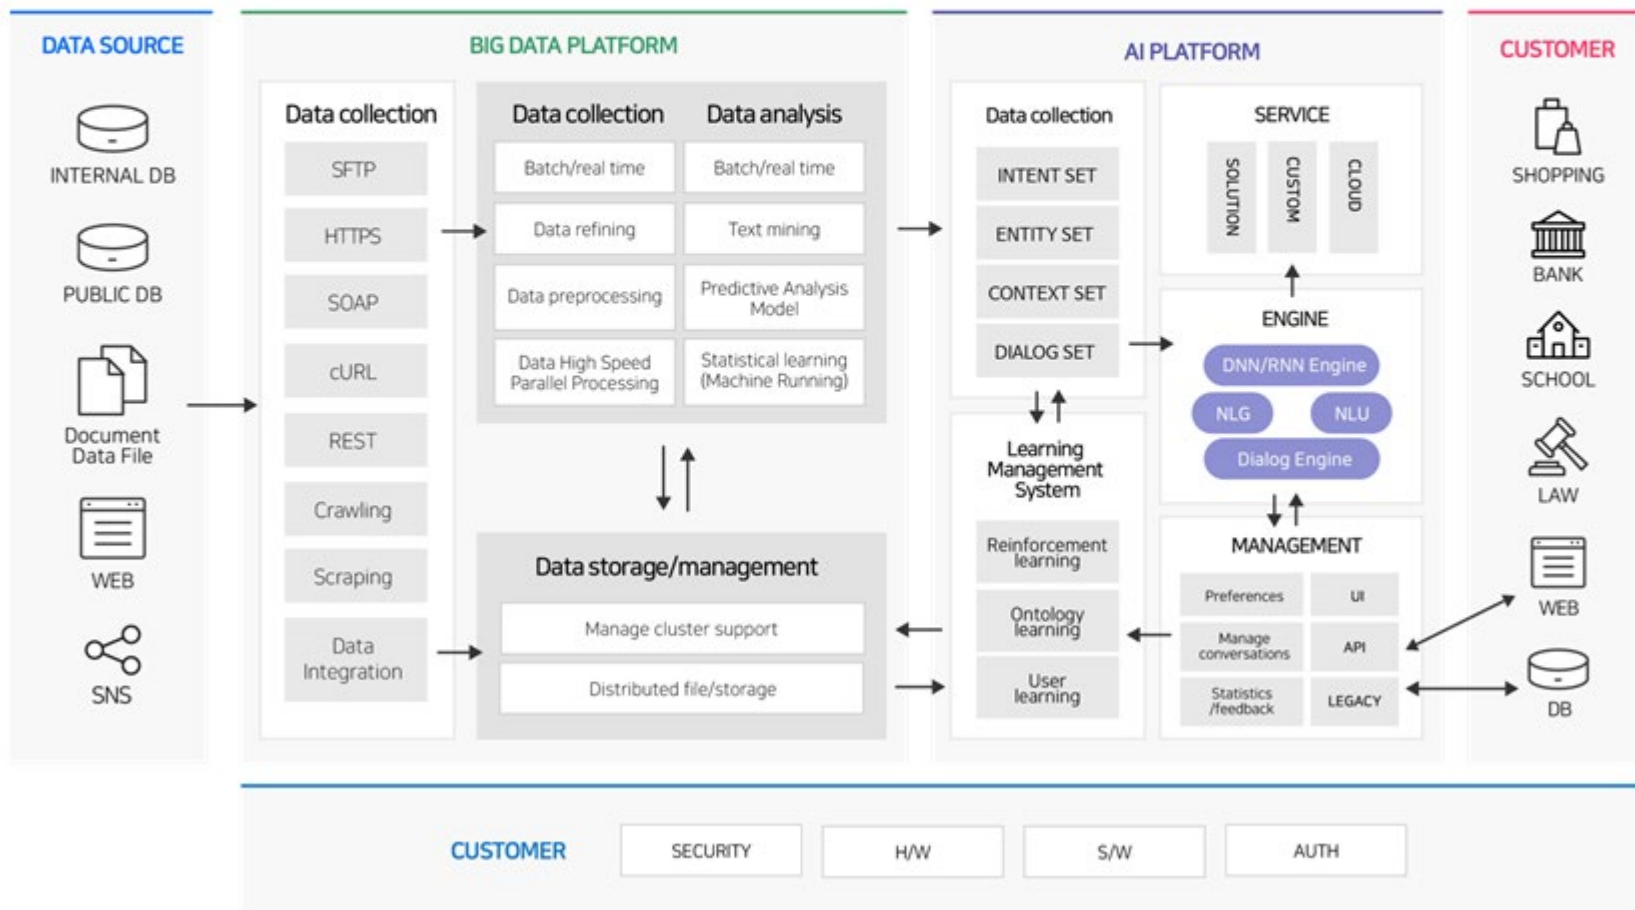 DATA SOURCE
INTERNAL DB
PUBLIC DB
Document
Data File
WEB
SNS
BIG DATA PLATFORM
Data collection
SFTP
HTTPS
SOAP
cURL
REST
Crawling
Scraping
Data
Integration
Data collection
Batch/real time
Data refining
Data preprocessing
Data High Speed
Parallel Processing
Data analysis
Batch/real time
Text mining
Predictive Analysis
Model
Statistical learning
(Machine Running)
Data storage/management
Manage cluster support
Distributed file/storage
AI PLATFORM
Data collection
INTENT SET
ENTITY SET
CONTEXT SET
DIALOG SET
Learning
Management
System
Reinforcement
learning
Ontology
learning
User
learning
SERVICE
SOLUTION
CUSTOM
CLOUD
ENGINE
DNN/RNN Engine
NLG
NLU
Dialog Engine
MANAGEMENT
Preferences
UI
Manage
conversations
API
Statistics
/feedback
LEGACY
CUSTOMER
SHOPPING
BANK
SCHOOL
LAW
WEB
DB
CUSTOMER
SECURITY
H/W
S/W
AUTH